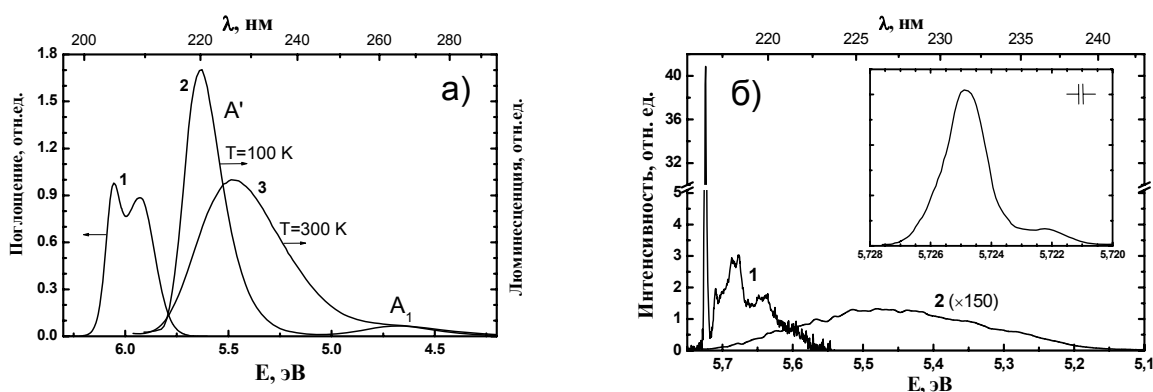 λ, нм
200 220 240 260 280
1.8
1.5
1.2
0.9
0.6
0.3
0.0
Поглощение, отн.ед.
а)
2
A'
T=100 K
1
3
T=300 K
A1
Люминесценция, отн.ед.
6.0 5.5 5.0 4.5
E, эВ
λ, нм
220 225 230 235 240
40
35
30
5
4
3
2
1
0
Интенсивность, отн. ед.
б)
5,728 5,726 5,724 5,722 5,720
1
2 (×150)
5,7 5,6 5,5 5,4 5,3 5,2 5,1
E, эВ